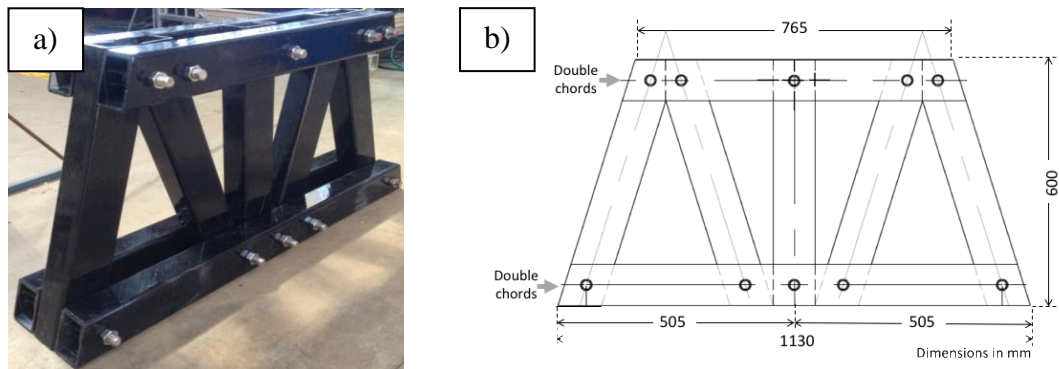 a)
b)
765
Double
chords
600
Double
chords
505
505
1130
Dimensions in mm